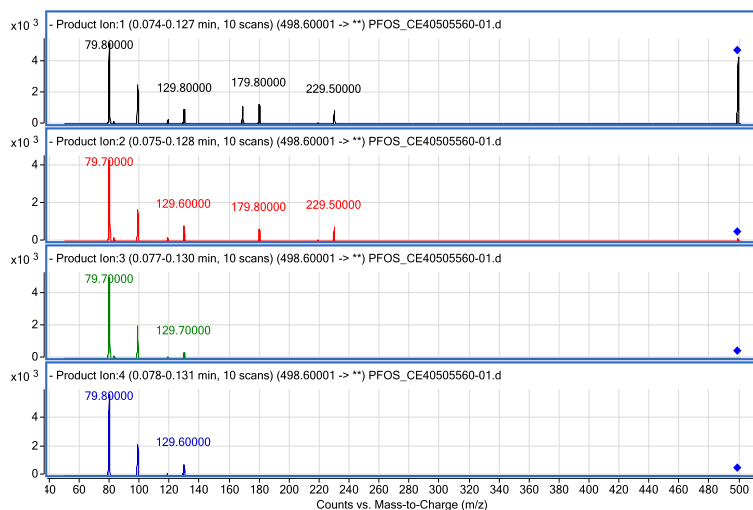 x10 3 - Product Ion:1 (0.074-0.127 min, 10 scans) (498.60001 -> **) PFOS_CE40505560-01.d
79.80000
4
129.80000 179.80000 229.50000
2
0
x10 3 - Product Ion:2 (0.075-0.128 min, 10 scans) (498.60001 -> **) PFOS_CE40505560-01.d
4 79.70000
2 129.60000 179.80000 229.50000
0
x10 3 - Product Ion:3 (0.077-0.130 min, 10 scans) (498.60001 -> **) PFOS_CE40505560-01.d
79.70000
4
2 129.70000
0
x10 3 - Product Ion:4 (0.078-0.131 min, 10 scans) (498.60001 -> **) PFOS_CE40505560-01.d
79.80000
4
129.60000
2
0
40 60 80 100 120 140 160 180 200 220 240 260 280 300 320 340 360 380 400 420 440 460 480 500
Counts vs. Mass-to-Charge (m/z)